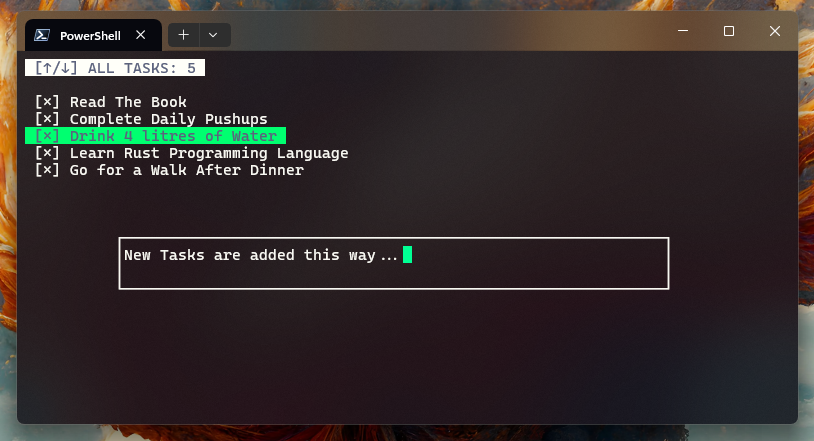 PowerShell
[↑/↓] ALL TASKS: 5
[×] Read The Book
[×] Complete Daily Pushups
[×] Drink 4 litres of Water
[×] Learn Rust Programming Language
[×] Go for a Walk After Dinner
New Tasks are added this way...